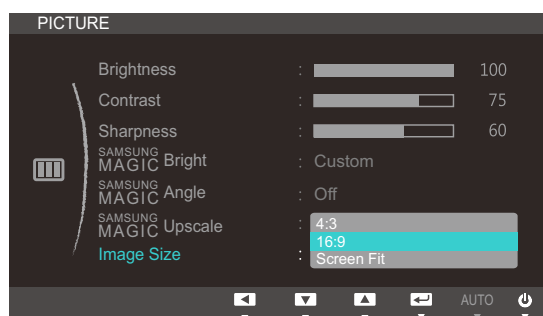 PICTURE
Brightness : 100
Contrast : 75
Sharpness : 60
SAMSUNG MAGIC Bright : Custom
SAMSUNG MAGIC Angle : Off
SAMSUNG MAGIC Upscale :
4:3
Image Size : 16:9
Screen Fit
AUTO